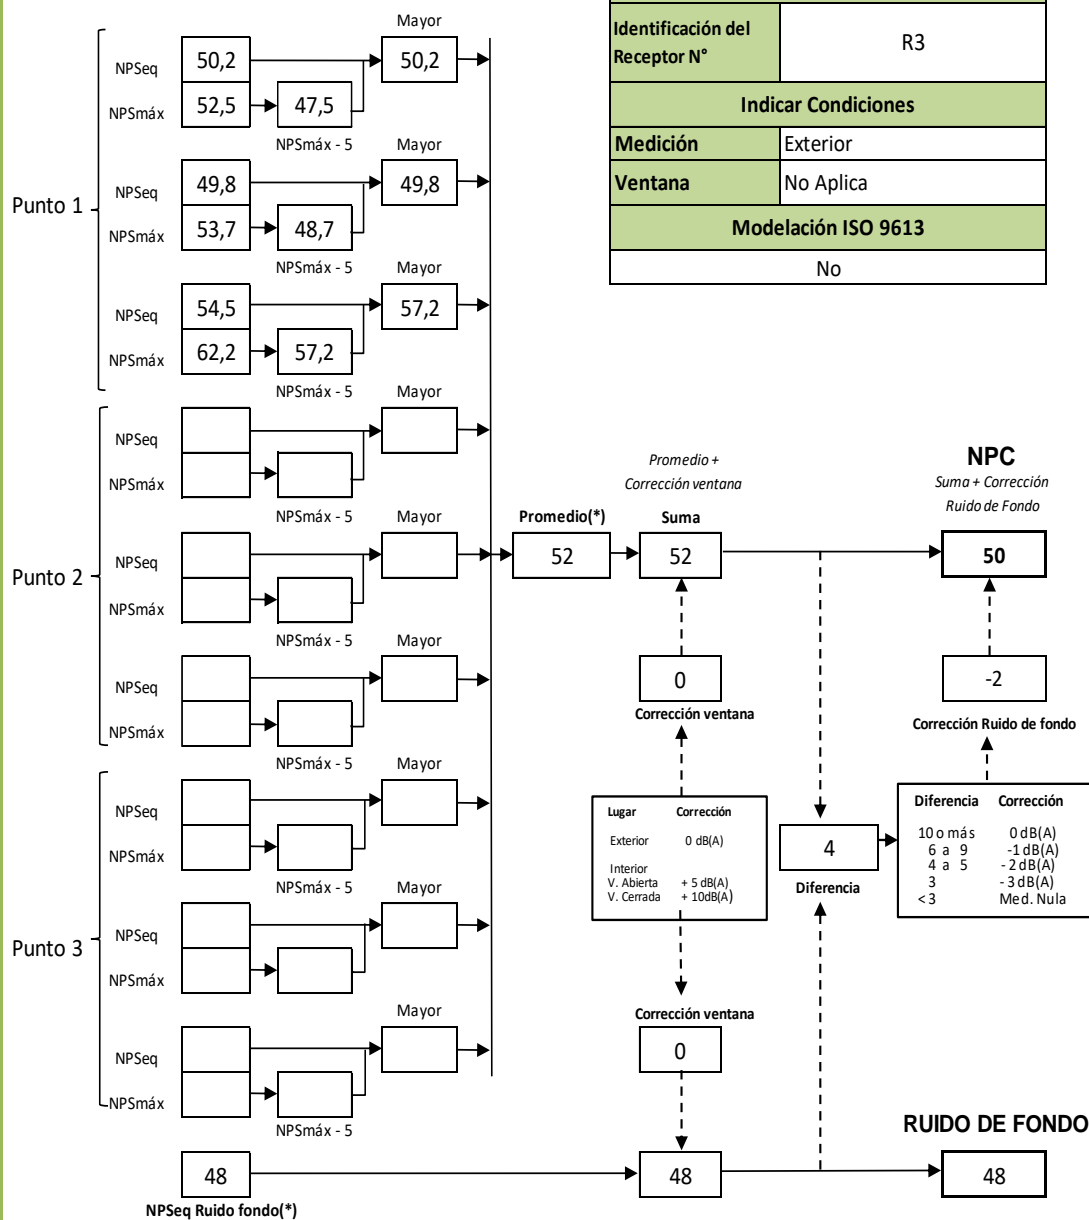 Identificación del
Receptor N°
R3
Indicar Condiciones
Medición Exterior
Ventana No Aplica
Modelación ISO 9613
No
Punto 1
Mayor
NPSeq 50,2 50,2
NPSmáx 52,5 47,5
NPSmáx - 5 Mayor
NPSeq 49,8 49,8
NPSmáx 53,7 48,7
NPSmáx - 5 Mayor
NPSeq 54,5 57,2
NPSmáx 62,2 57,2
NPSmáx - 5 Mayor
Punto 2
NPSeq
NPSmáx
NPSmáx - 5 Mayor
NPSeq
NPSmáx
NPSmáx - 5 Mayor
NPSeq
NPSmáx
NPSmáx - 5 Mayor
Punto 3
NPSeq
NPSmáx
NPSmáx - 5 Mayor
NPSeq
NPSmáx
Mayor
NPSeq
NPSmáx
NPSmáx - 5
48
NPSeq Ruido fondo(*)
Promedio(*)
52
Promedio +
Corrección ventana
Suma
52
0
Corrección ventana
Lugar Corrección
Exterior 0 dB(A)
Interior
V. Abierta + 5 dB(A)
V. Cerrada + 10dB(A)
Corrección ventana
0
48
4
Diferencia
NPC
Suma + Corrección
Ruido de Fondo
50
-2
Corrección Ruido de fondo
Diferencia Corrección
10 o más 0 dB(A)
6 a 9 -1 dB(A)
4 a 5 - 2 dB(A)
3 - 3 dB(A)
< 3 Med. Nula
RUIDO DE FONDO
48